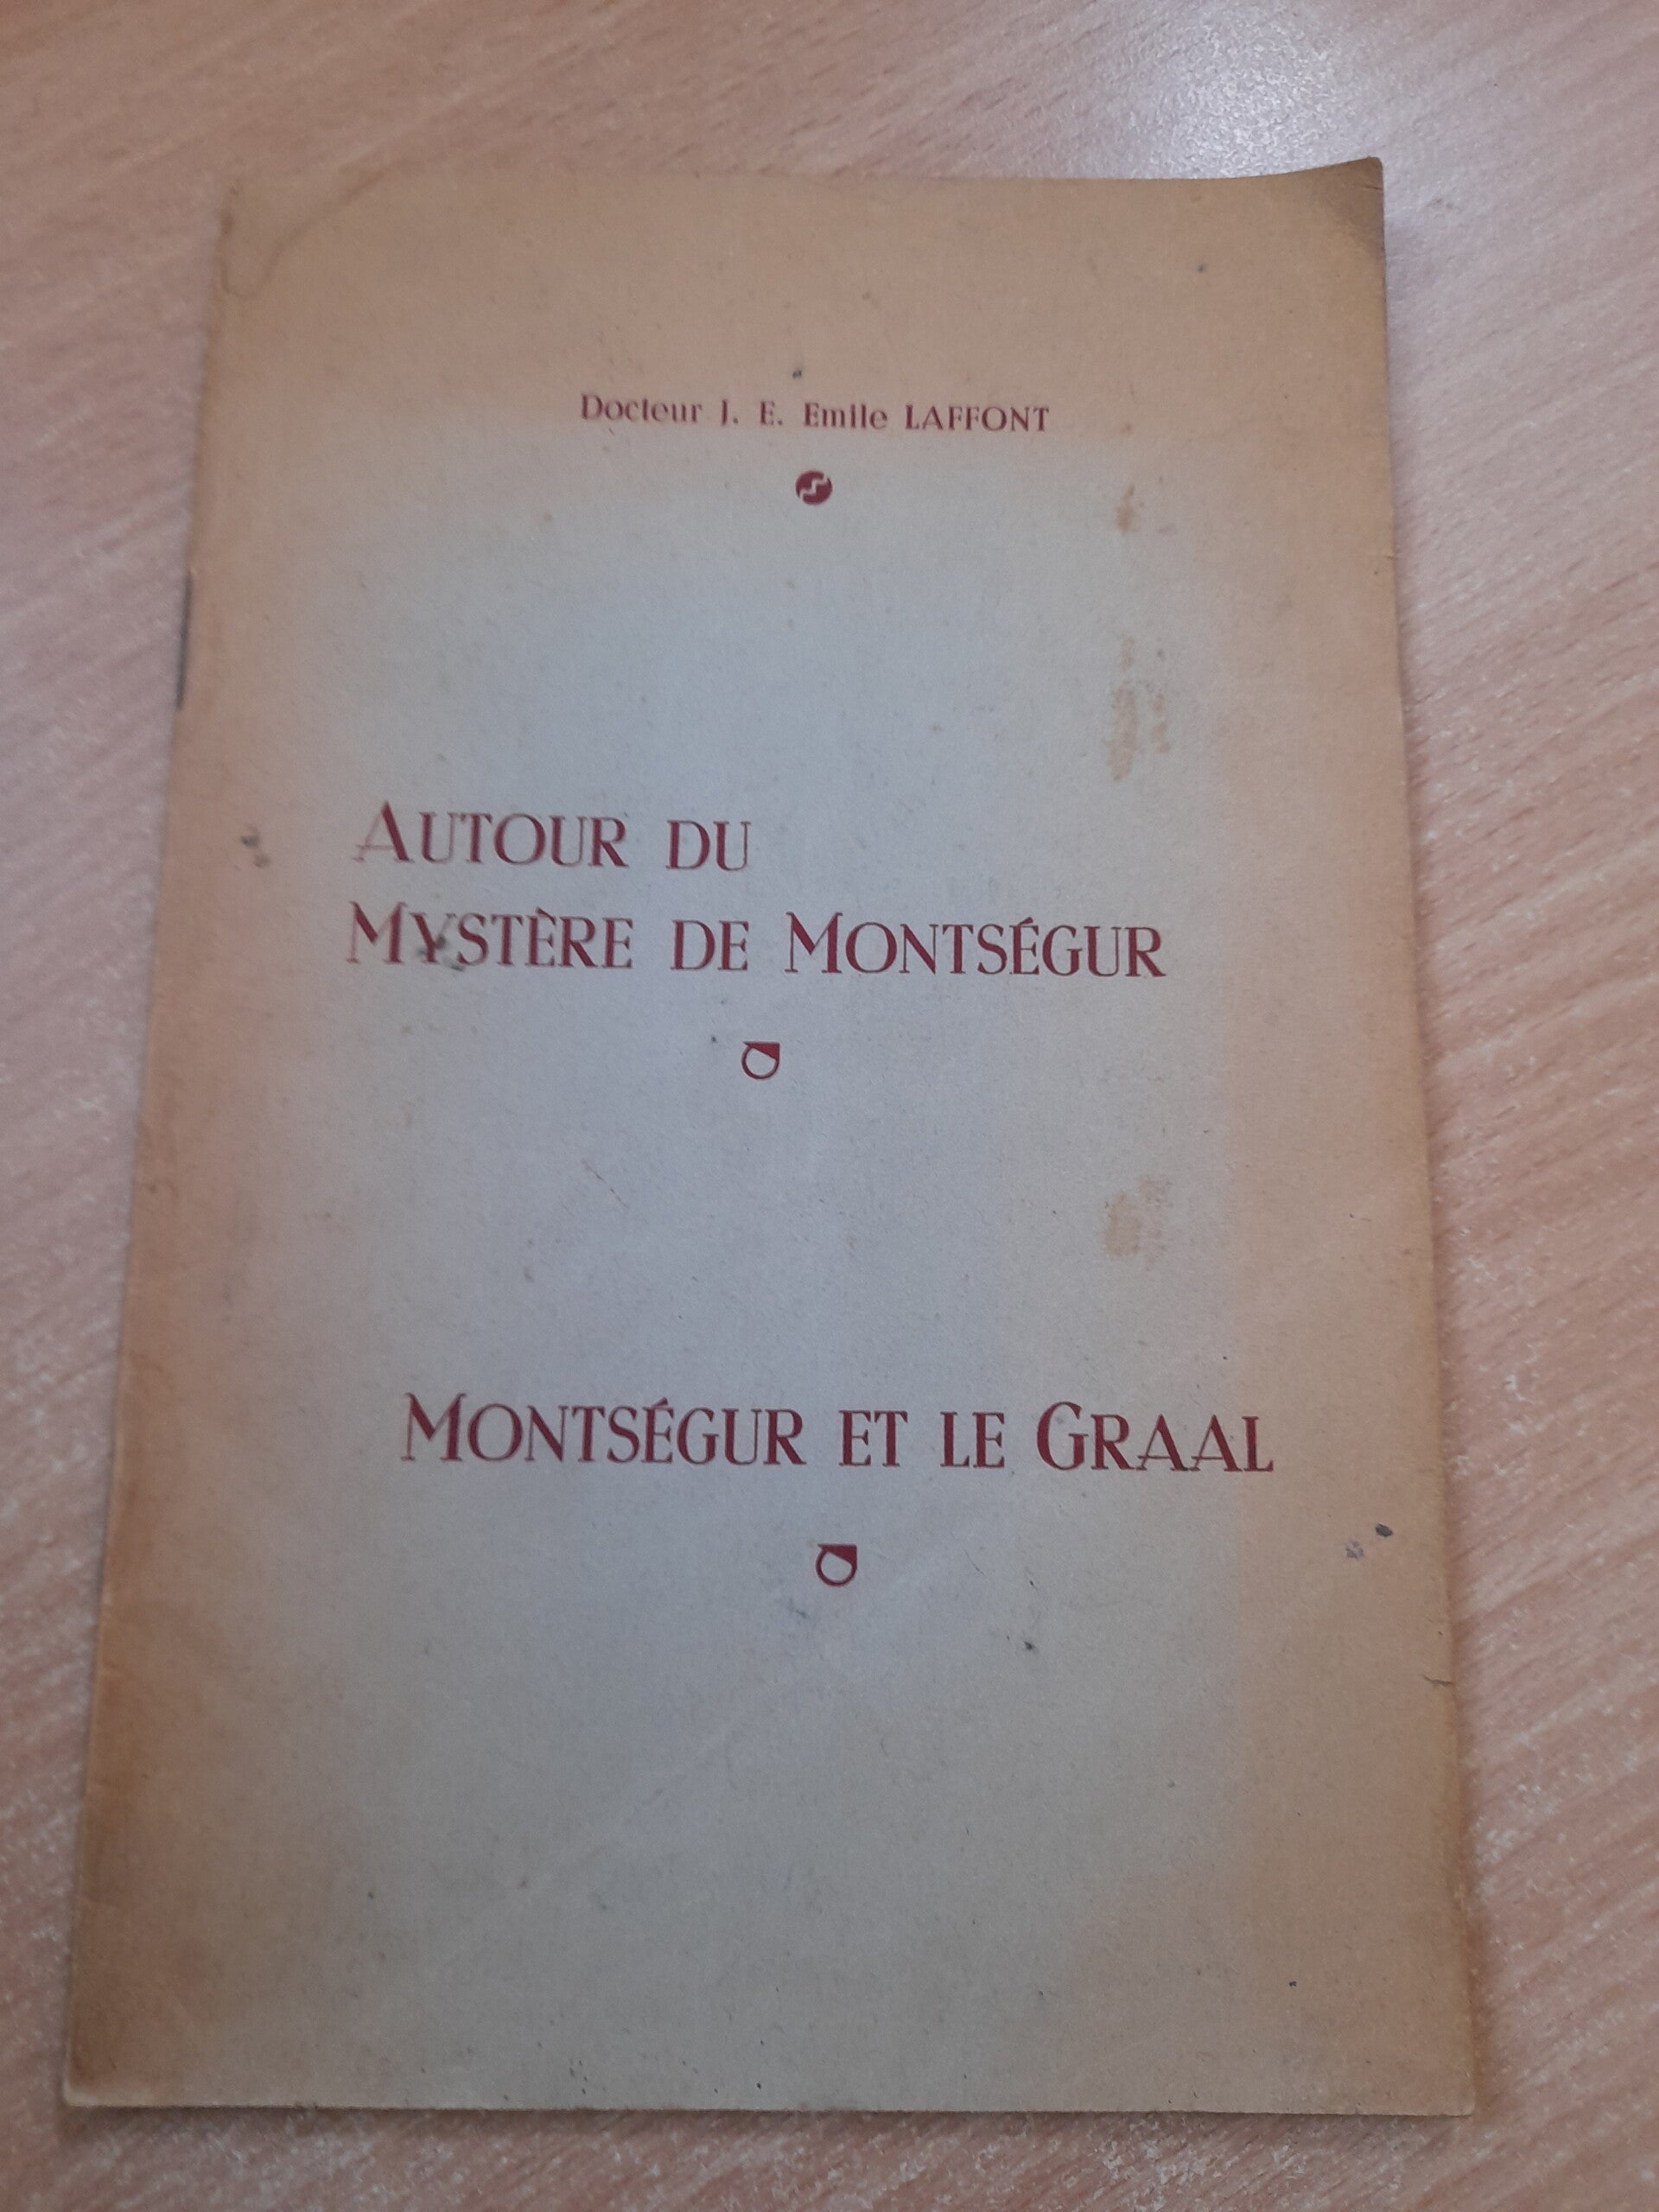 Docteur J. E. Emile LAFFONT
AUTOUR DU
MYSTÈRE DE MONTSÉGUR
MONTSÉGUR ET LE GRAAL